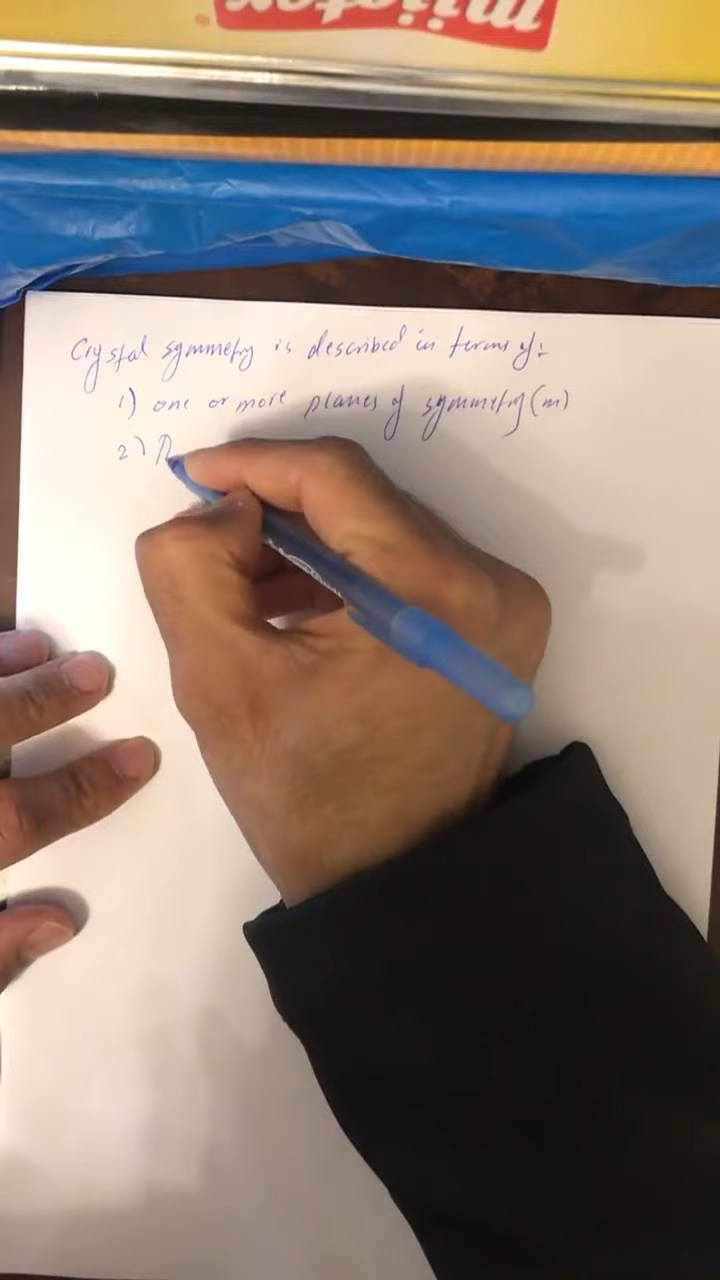 Crystal symmetry is described in terms of:
1) one or more planes of symmetry (m)
2) R